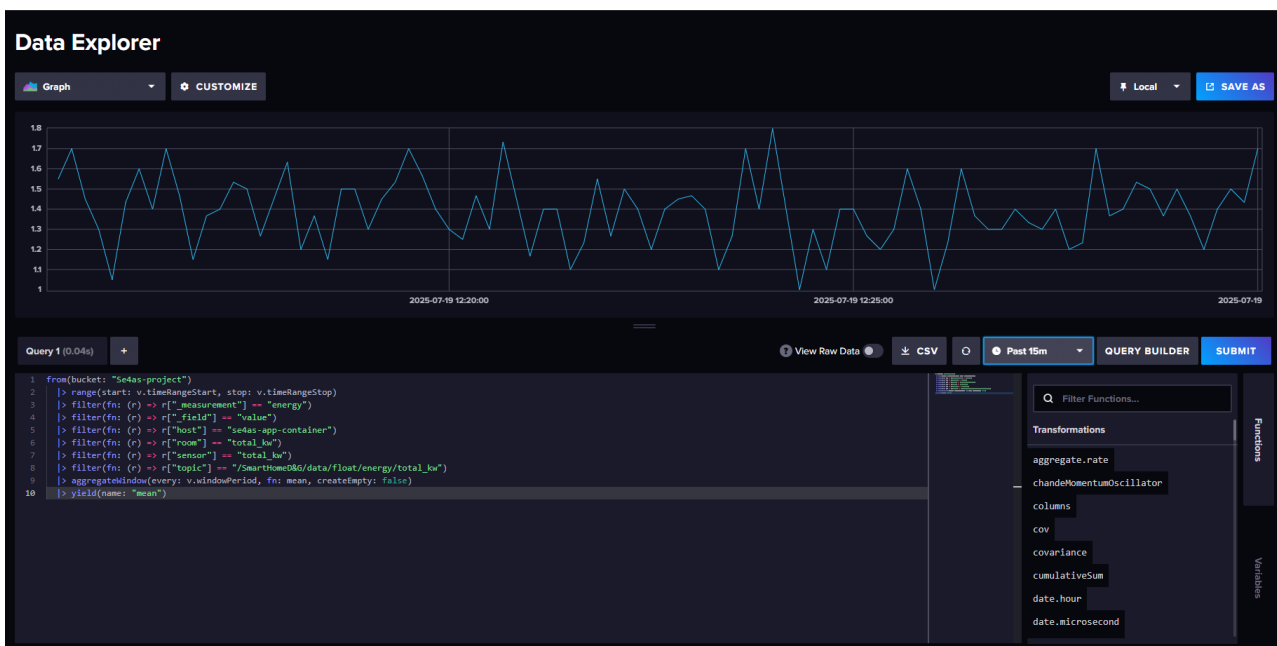 Data Explorer
Graph
CUSTOMIZE
Local
SAVE AS
1.8
1.7
1.6
1.5
1.4
1.3
1.2
1.1
1
2025-07-19 12:20:00
2025-07-19 12:25:00
2025-07-19
Query 1 (0.04s)
+
? View Raw Data
CSV
Past 15m
QUERY BUILDER
SUBMIT
1 from(bucket: "Se4as-project")
2 |> range(start: v.timeRangeStart, stop: v.timeRangeStop)
3 |> filter(fn: (r) => r["_measurement"] == "energy")
4 |> filter(fn: (r) => r["_field"] == "value")
5 |> filter(fn: (r) => r["host"] == "se4as-app-container")
6 |> filter(fn: (r) => r["room"] == "total_kw")
7 |> filter(fn: (r) => r["sensor"] == "total_kw")
8 |> filter(fn: (r) => r["topic"] == "/SmartHomeD&G/data/float/energy/total_kw")
9 |> aggregateWindow(every: v.windowPeriod, fn: mean, createEmpty: false)
10 |> yield(name: "mean")
Filter Functions...
Transformations
aggregate.rate
chandeMomentumOscillator
columns
cov
covariance
cumulativeSum
date.hour
date.microsecond
Functions
Variables